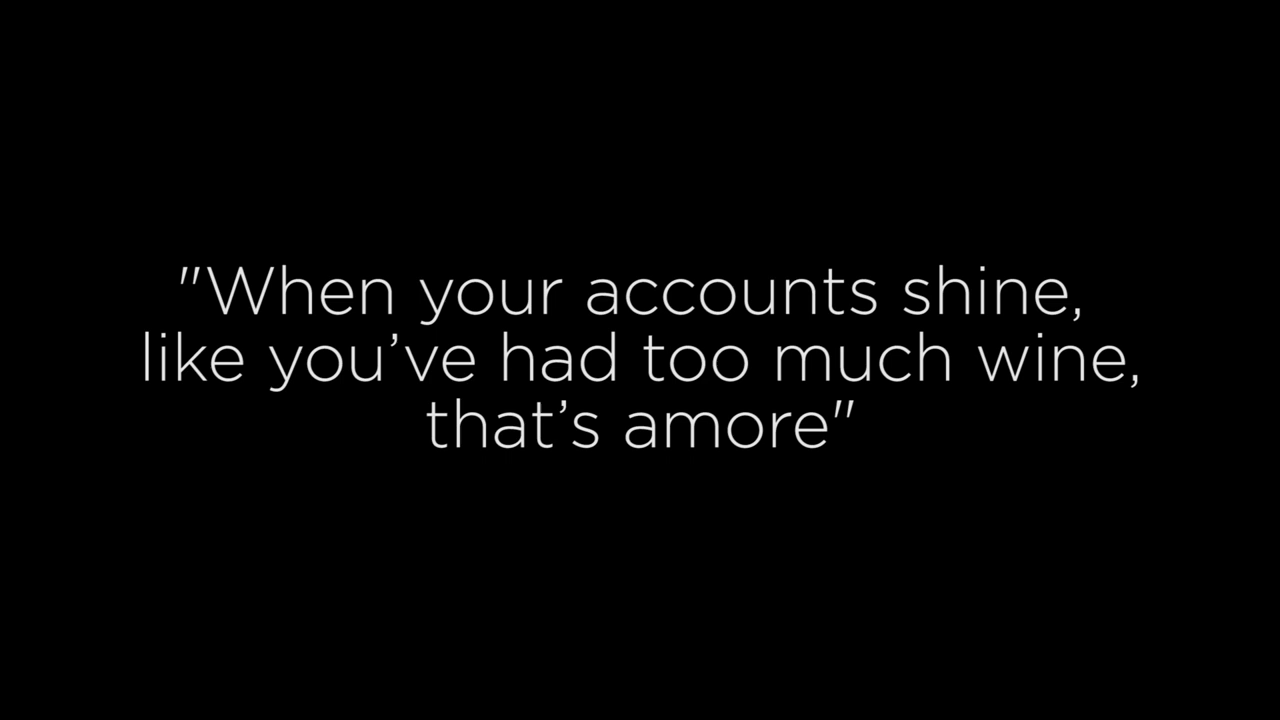 "When your accounts shine,
like you’ve had too much wine,
that’s amore"